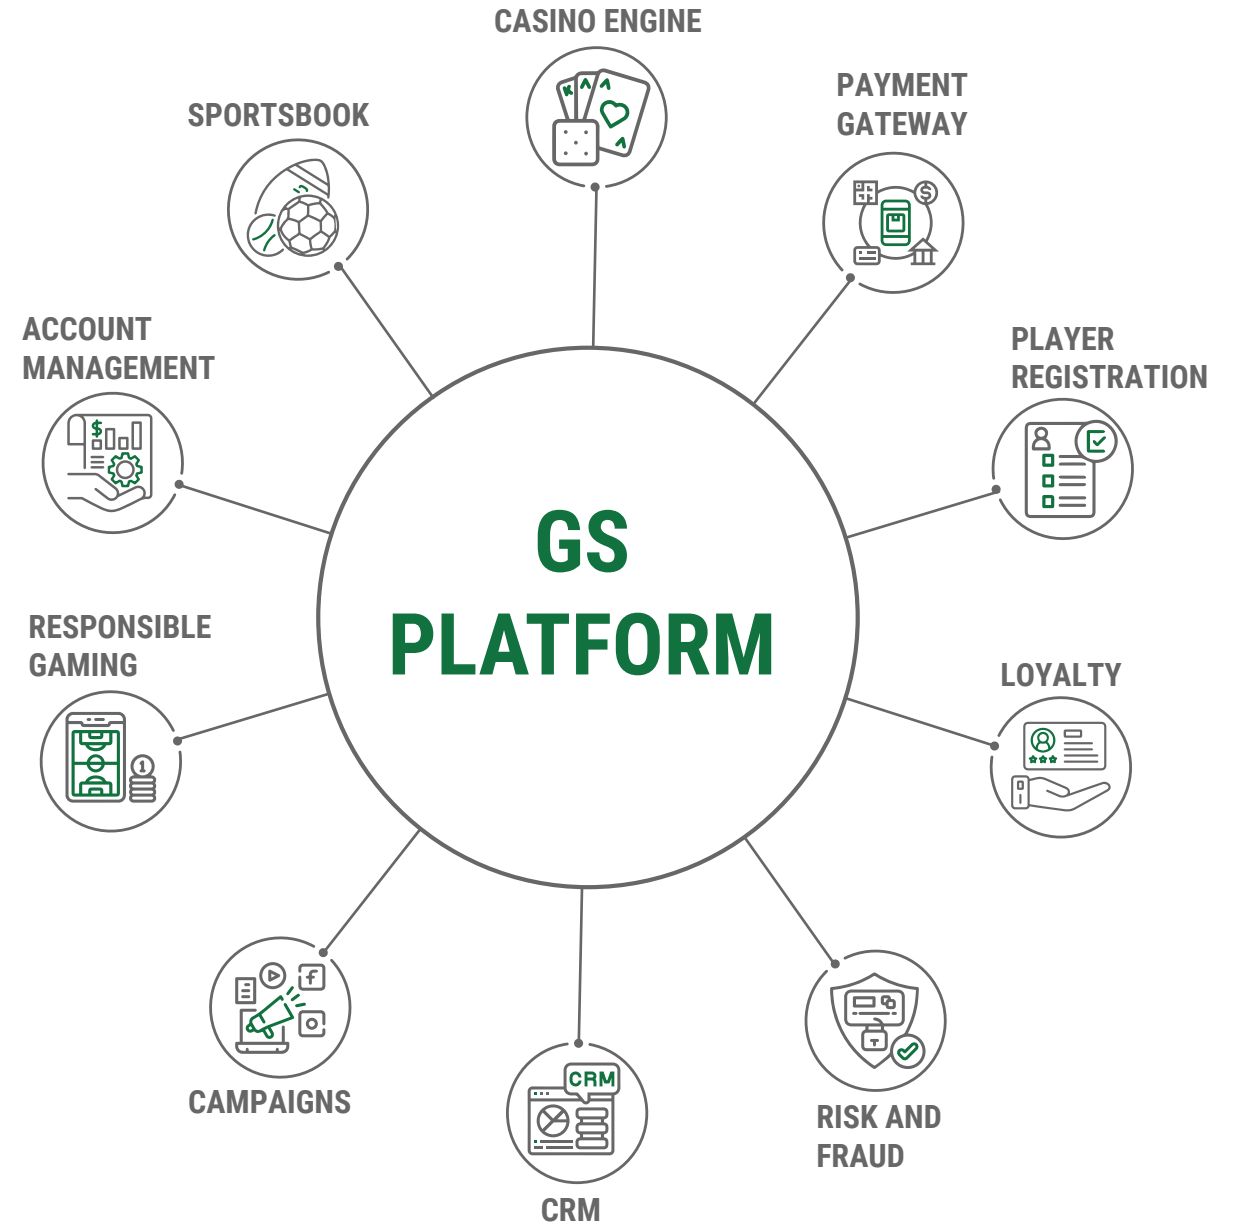 CASINO ENGINE
PAYMENT
GATEWAY
SPORTSBOOK
K A A
A
$
ACCOUNT
MANAGEMENT
$
PLAYER
REGISTRATION
GS
PLATFORM
RESPONSIBLE
GAMING
1
LOYALTY
f
CAMPAIGNS
CRM
RISK AND
FRAUD
CRM